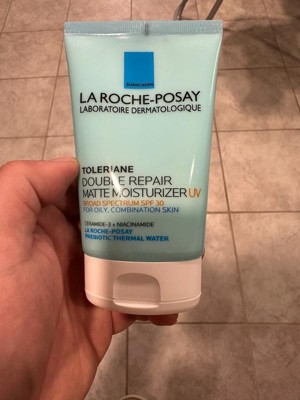 LA ROCHE-POSAY
LABORATOIRE DERMATOLOGIQUE
TOLERIANE
DOUBLE REPAIR
MATTE MOISTURIZER UV
BROAD SPECTRUM SPF 30
FOR OILY, COMBINATION SKIN
CERAMIDE-3 + NIACINAMIDE
LA ROCHE-POSAY
PREBIOTIC THERMAL WATER